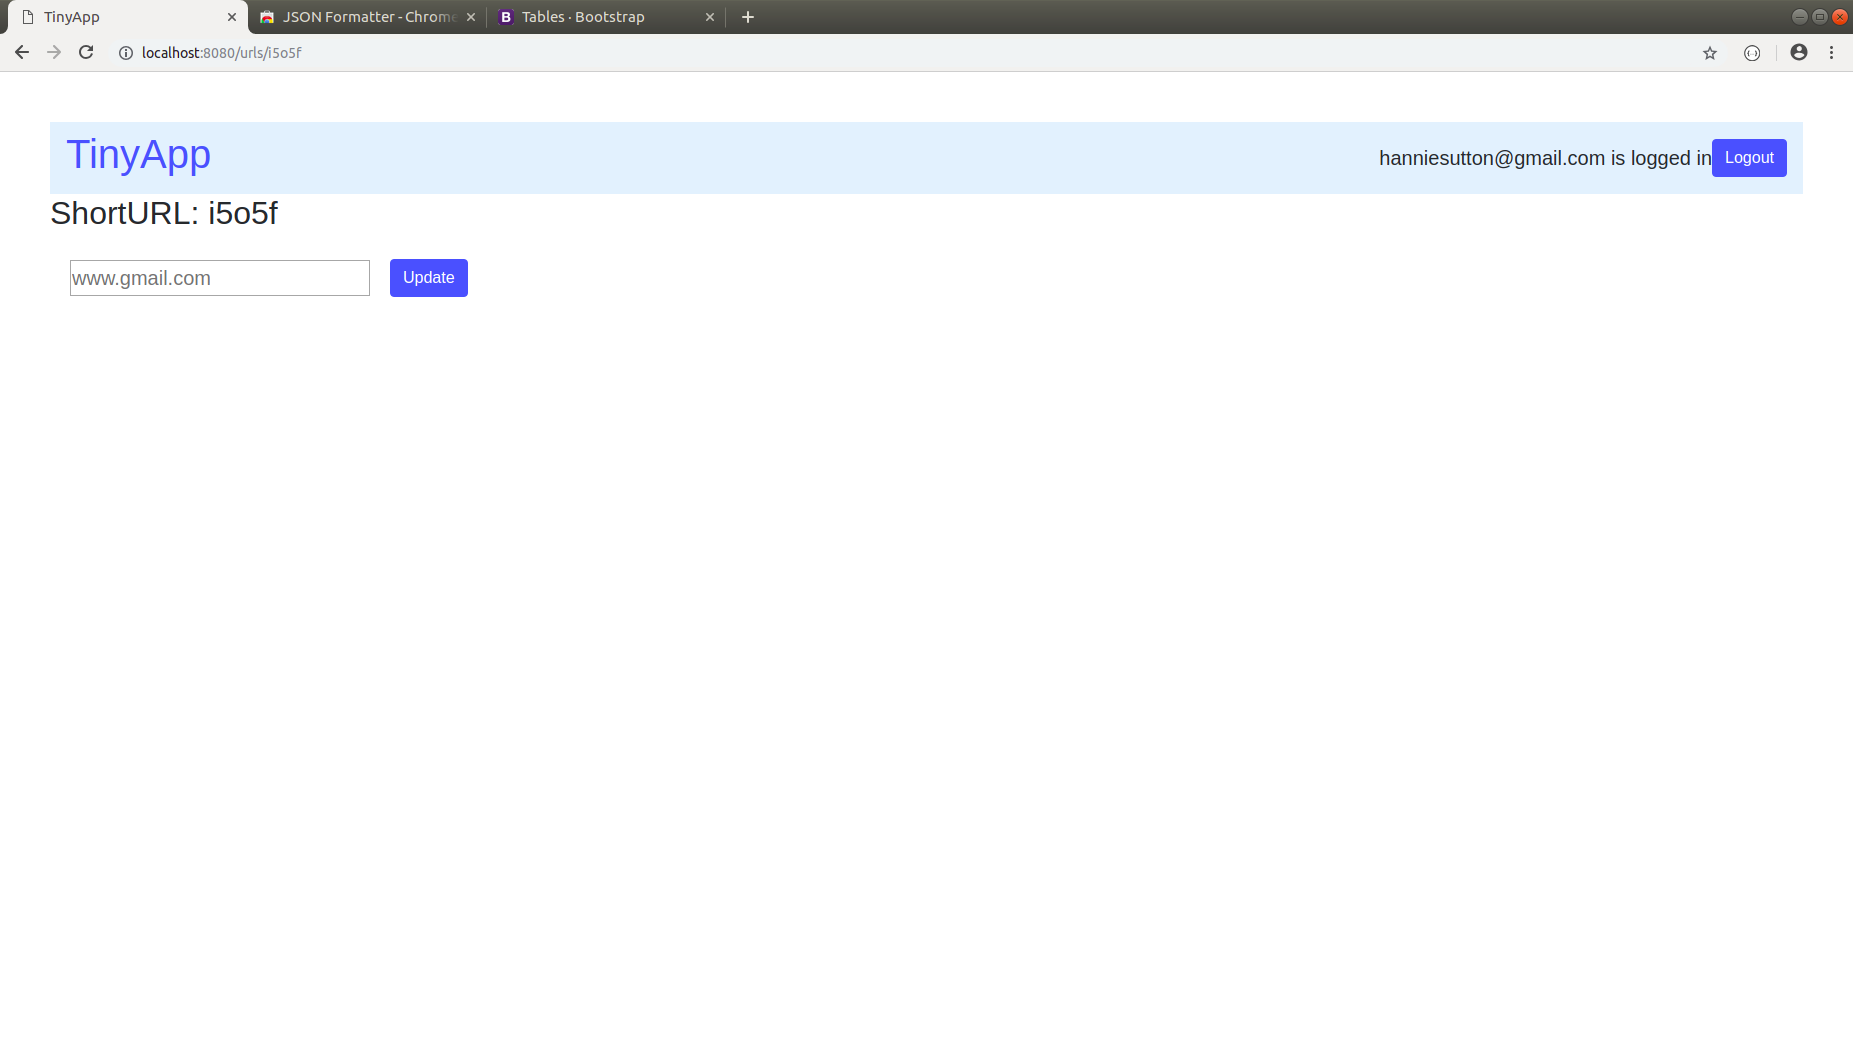 TinyApp
JSON Formatter - Chrome
B Tables · Bootstrap
localhost:8080/urls/i5o5f
TinyApp
hanniesutton@gmail.com is logged in Logout
ShortURL: i5o5f
www.gmail.com Update